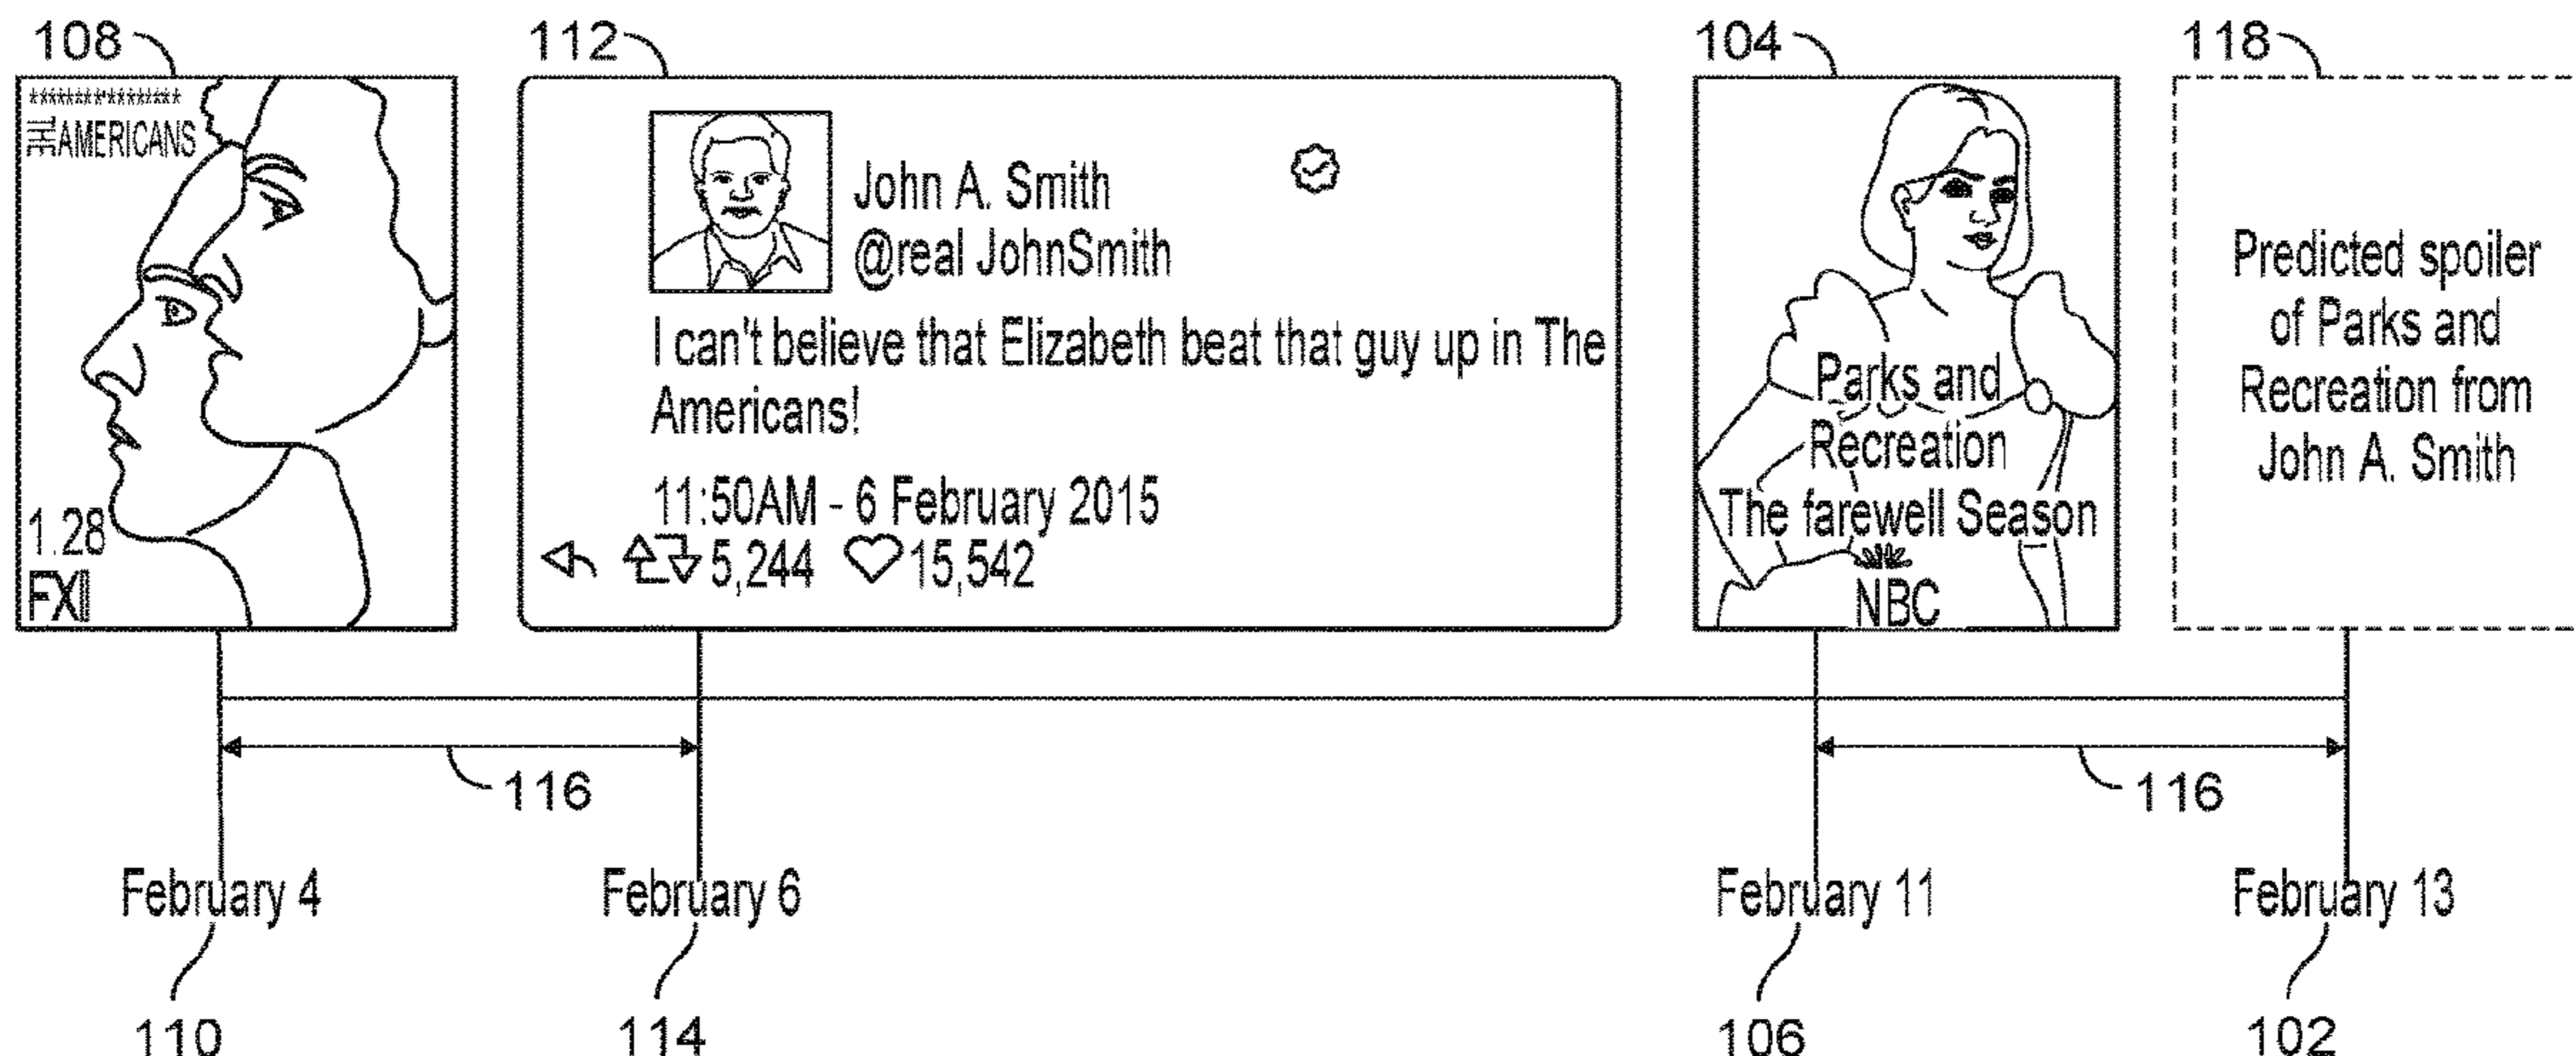 108
112
104
118
***************
THE AMERICANS
1.28
FX
John A. Smith
@real JohnSmith
I can't believe that Elizabeth beat that guy up in The
Americans!
11:50AM - 6 February 2015
5,244 15,542
Parks and
Recreation
The farewell Season
NBC
Predicted spoiler
of Parks and
Recreation from
John A. Smith
116
116
February 4
February 6
February 11
February 13
110
114
106
102